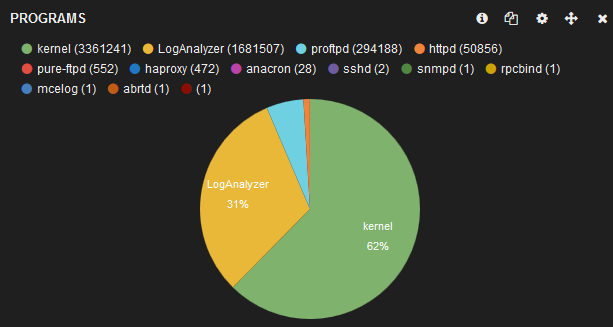 PROGRAMS
kernel (3361241) LogAnalyzer (1681507) proftpd (294188) httpd (50856)
pure-ftpd (552) haproxy (472) anacron (28) sshd (2) snmpd (1) rpcbind (1)
mcelog (1) abrtd (1) (1)
LogAnalyzer
31%
kernel
62%